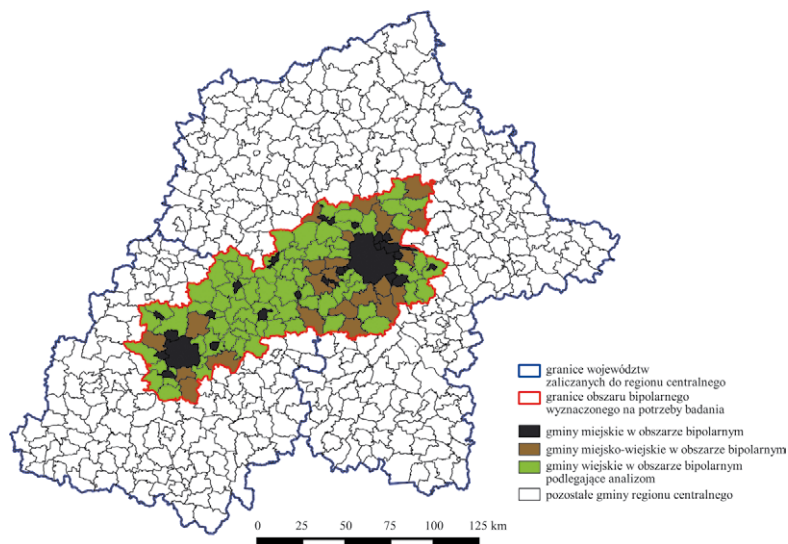 granice województw
zaliczanych do regionu centralnego
granice obszaru bipolarnego
wyznaczonego na potrzeby badania
gminy miejskie w obszarze bipolarnym
gminy miejsko-wiejskie w obszarze bipolarnym
gminy wiejskie w obszarze bipolarnym
podlegające analizom
pozostałe gminy regionu centralnego
0 25 50 75 100 125 km